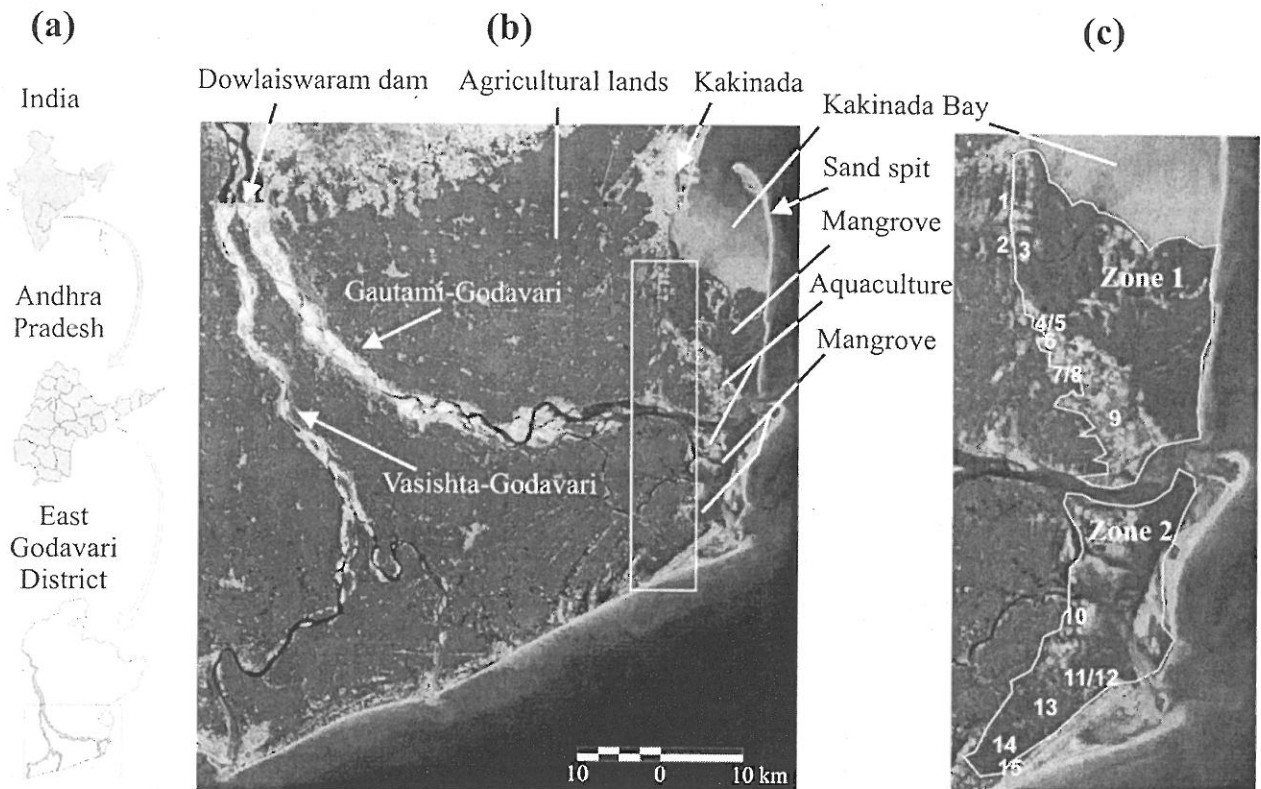 (a)
(b)
(c)
India
Andhra
Pradesh
East
Godavari
District
Dowlaiswaram dam
Agricultural lands
Kakinada
Kakinada Bay
Sand spit
Mangrove
Aquaculture
Mangrove
Gautami-Godavari
Vasishta-Godavari
10 0 10 km
1
2
3
Zone 1
4/5
6
7/8
9
Zone 2
10
11/12
13
14
15